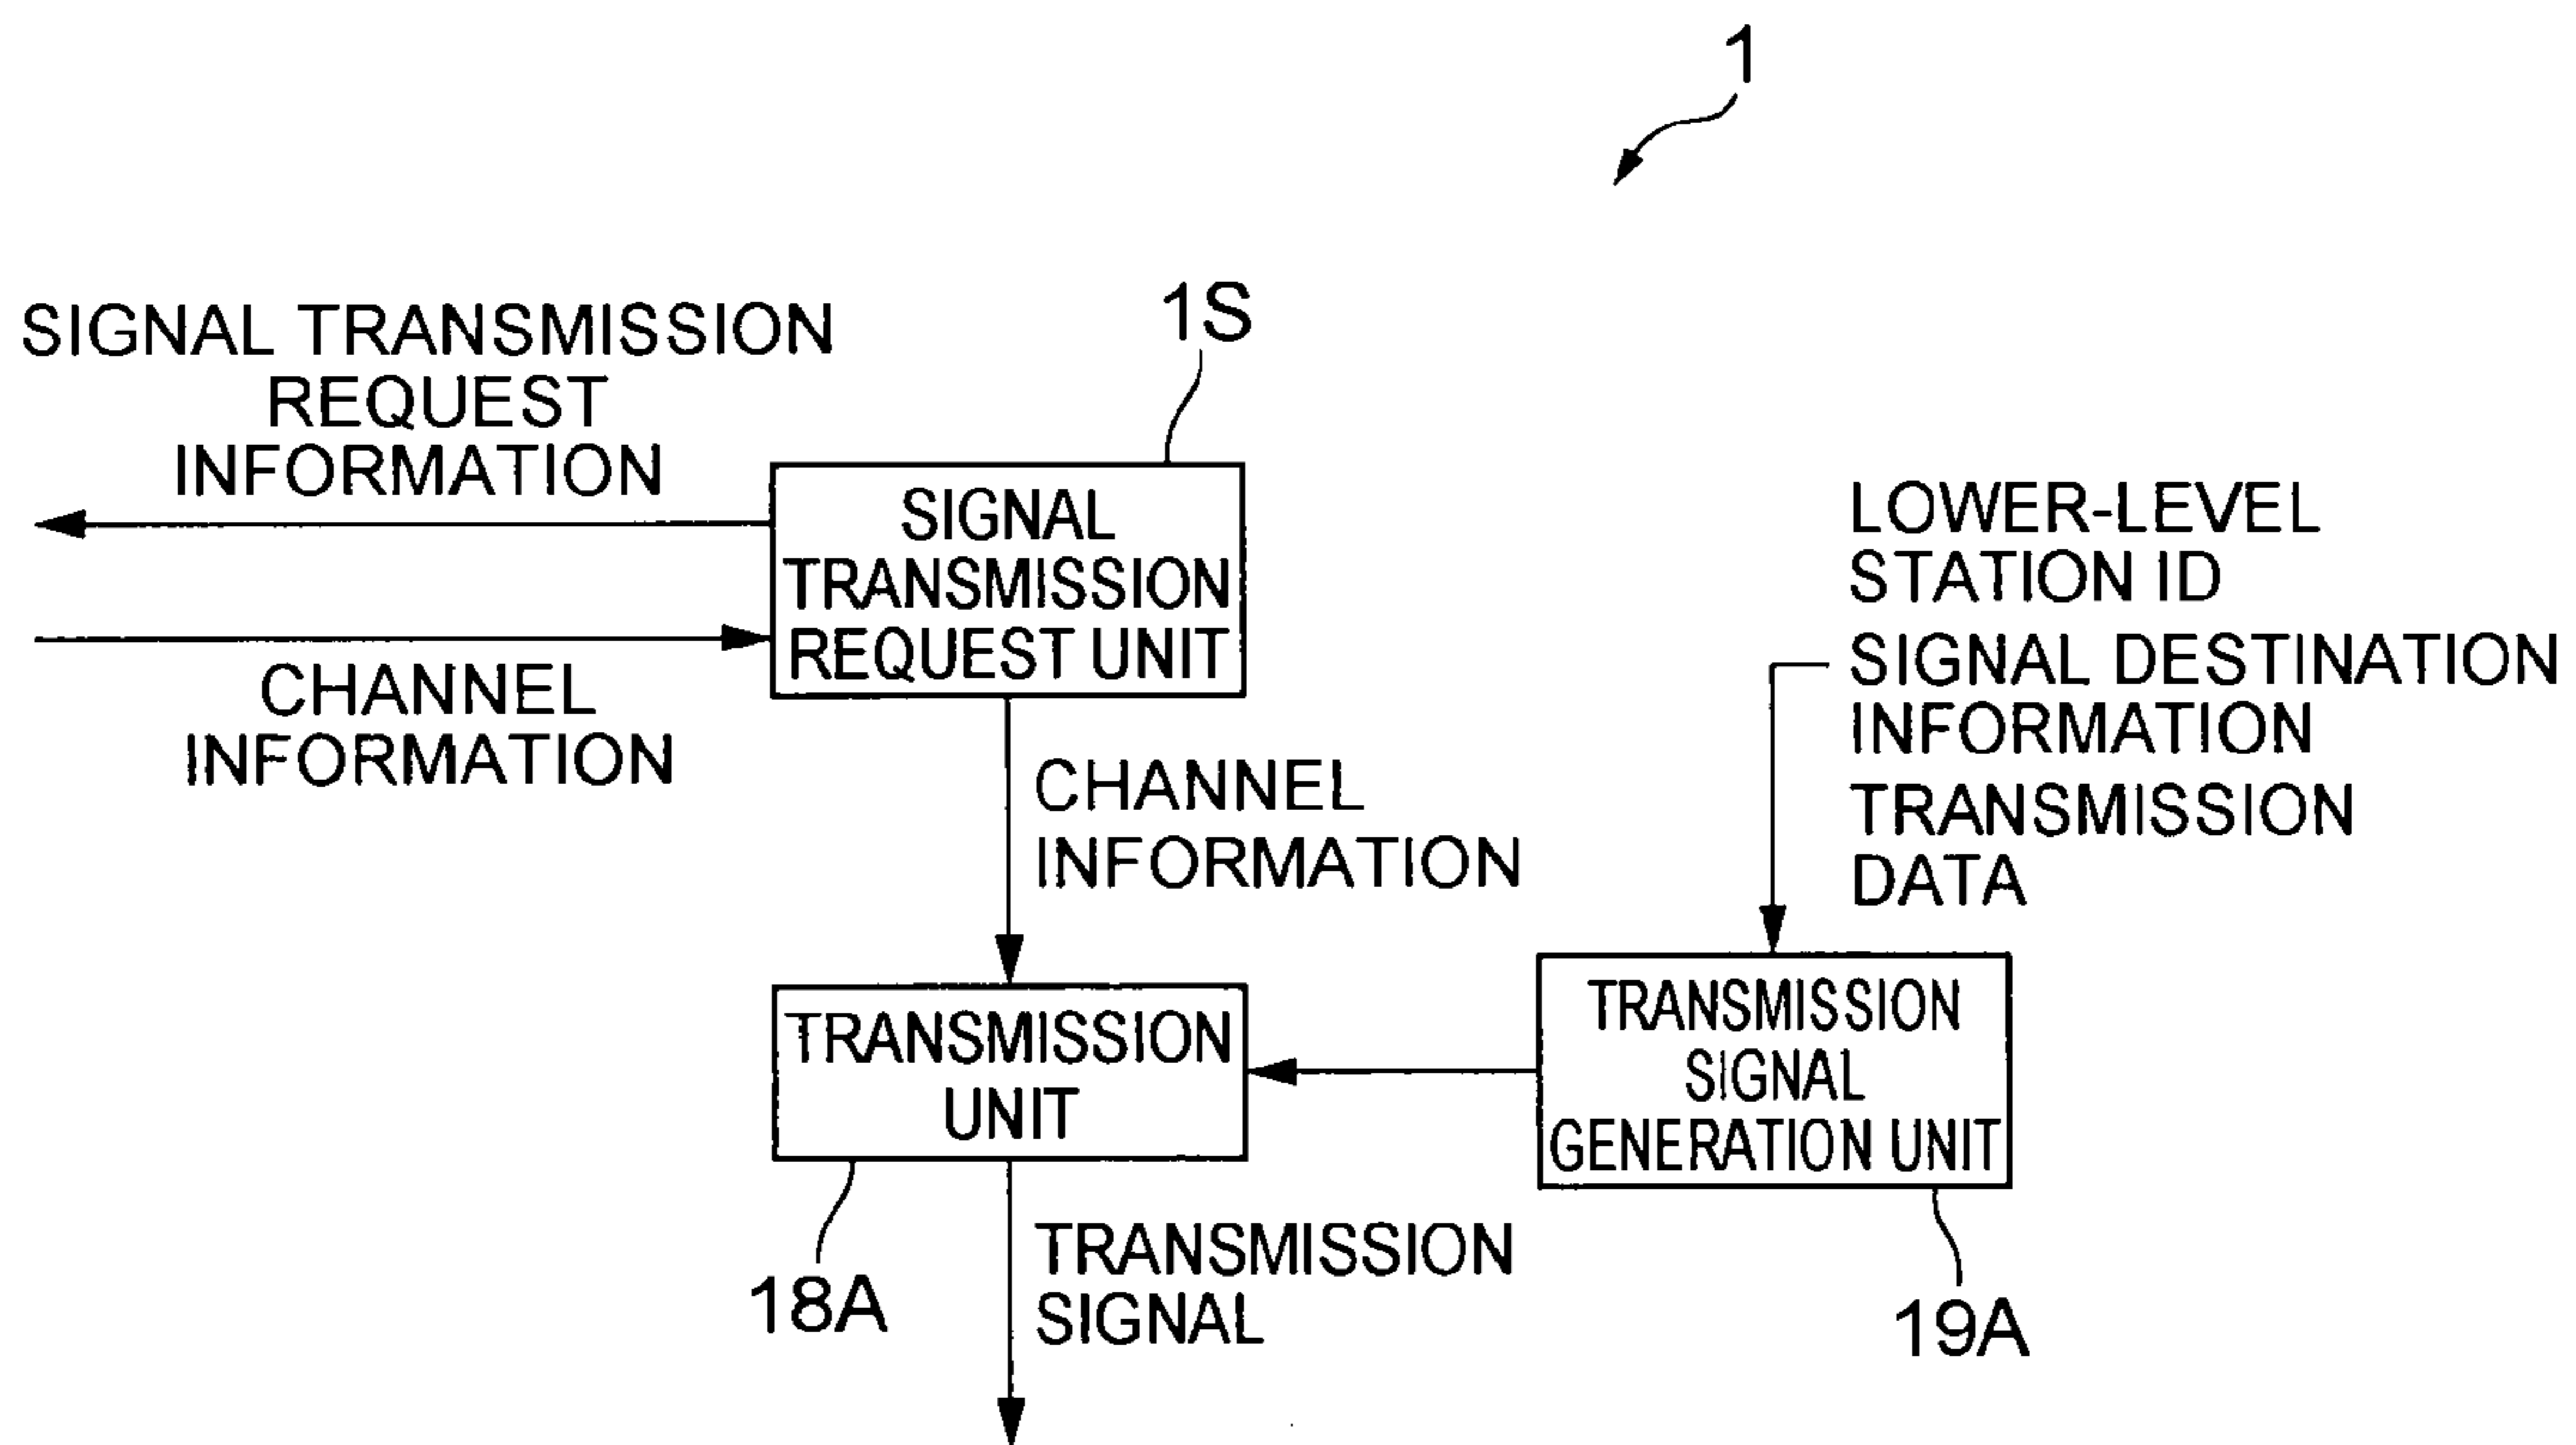 1
1S
SIGNAL TRANSMISSION
REQUEST
INFORMATION
SIGNAL
TRANSMISSION
REQUEST UNIT
CHANNEL
INFORMATION
LOWER-LEVEL
STATION ID
SIGNAL DESTINATION
INFORMATION
TRANSMISSION
DATA
CHANNEL
INFORMATION
TRANSMISSION
UNIT
TRANSMISSION
SIGNAL
GENERATION UNIT
18A
TRANSMISSION
SIGNAL
19A